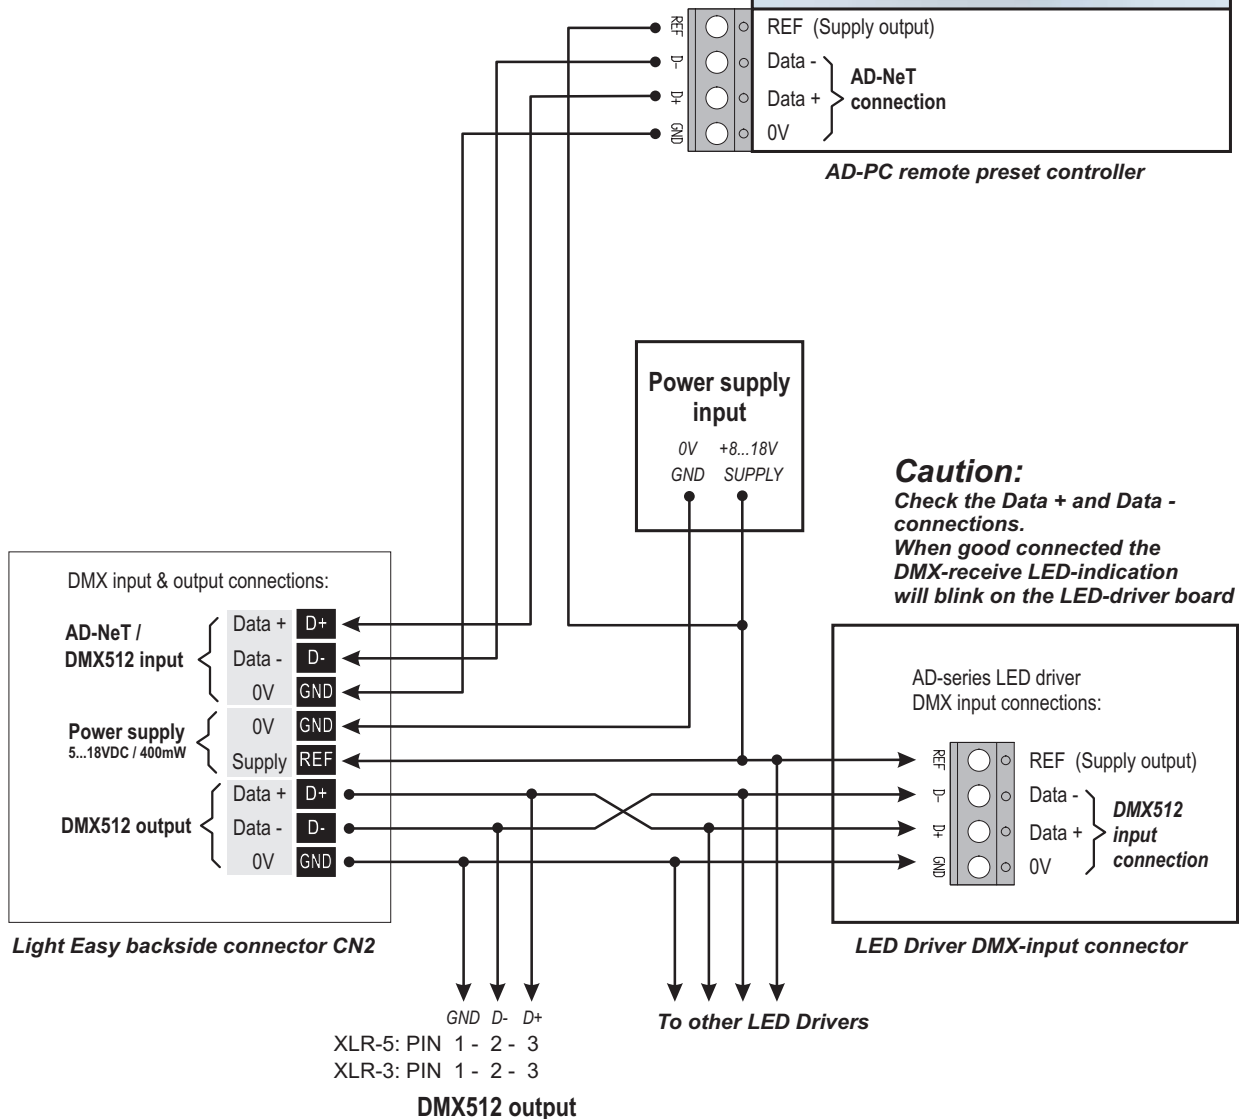 REF
D-
D+
GND
REF (Supply output)
Data -
Data +
0V
AD-NeT
connection
AD-PC remote preset controller
Power supply
input
0V +8...18V
GND SUPPLY
Caution:
Check the Data + and Data -
connections.
When good connected the
DMX-receive LED-indication
will blink on the LED-driver board
DMX input & output connections:
AD-NeT /
DMX512 input
Data + D+
Data - D-
0V GND
Power supply
5...18VDC / 400mW
0V GND
Supply REF
DMX512 output
Data + D+
Data - D-
0V GND
Light Easy backside connector CN2
AD-series LED driver
DMX input connections:
REF
D-
D+
GND
REF (Supply output)
Data -
Data +
0V
DMX512
input
connection
LED Driver DMX-input connector
GND D- D+
XLR-5: PIN 1 - 2 - 3
XLR-3: PIN 1 - 2 - 3
DMX512 output
To other LED Drivers